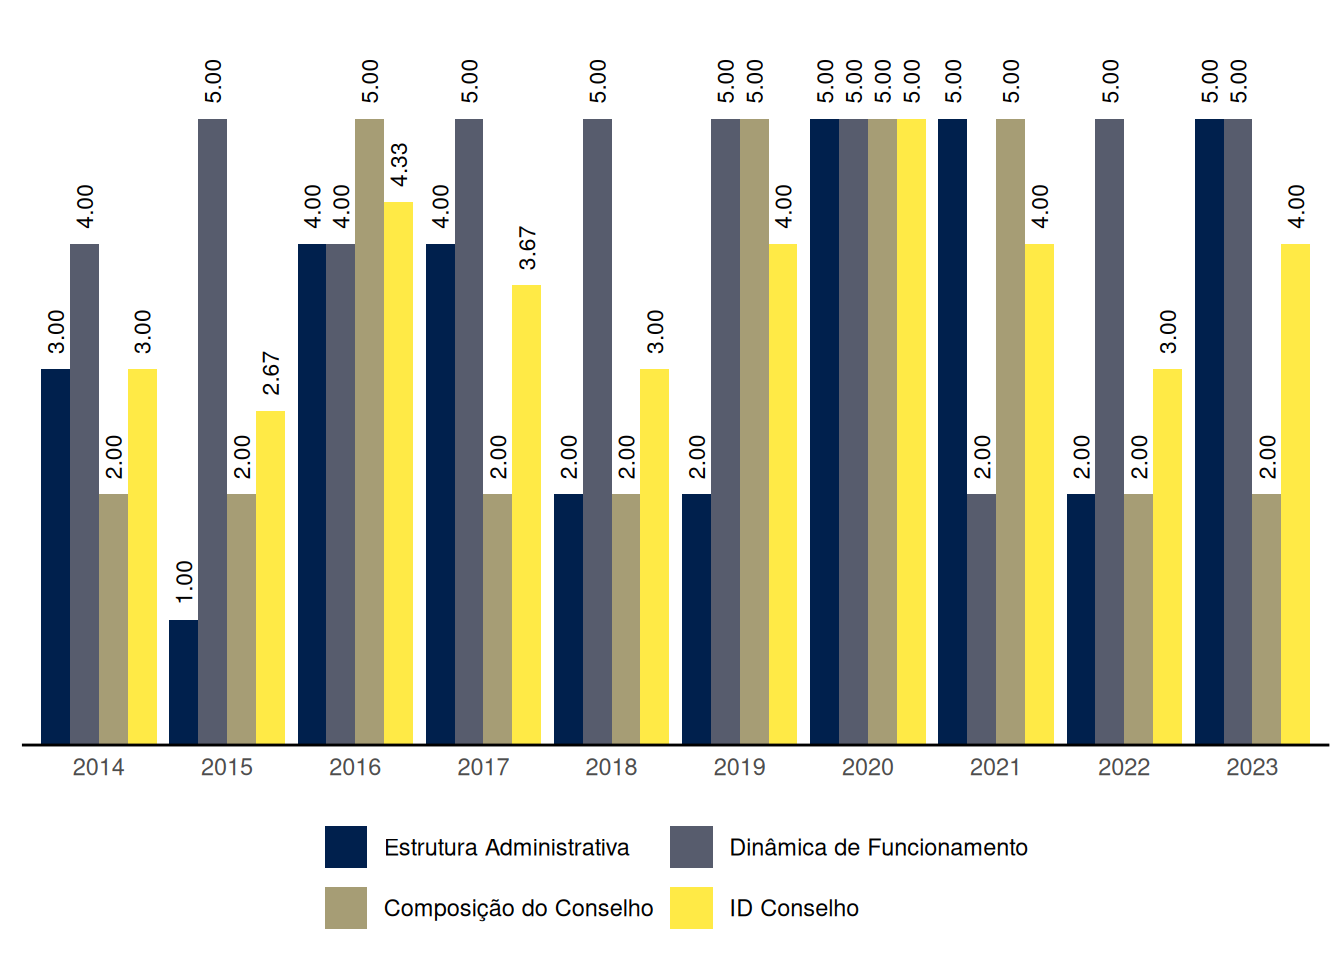 3.00 4.00 2.00 3.00
1.00 5.00 2.00 2.67
4.00 4.00 5.00 4.33
4.00 5.00 2.00 3.67
2.00 5.00 2.00 3.00
2.00 5.00 5.00 4.00
5.00 5.00 5.00 5.00
5.00 2.00 5.00 4.00
2.00 5.00 2.00 3.00
5.00 5.00 2.00 4.00
2014 2015 2016 2017 2018 2019 2020 2021 2022 2023
Estrutura Administrativa Dinâmica de Funcionamento
Composição do Conselho ID Conselho